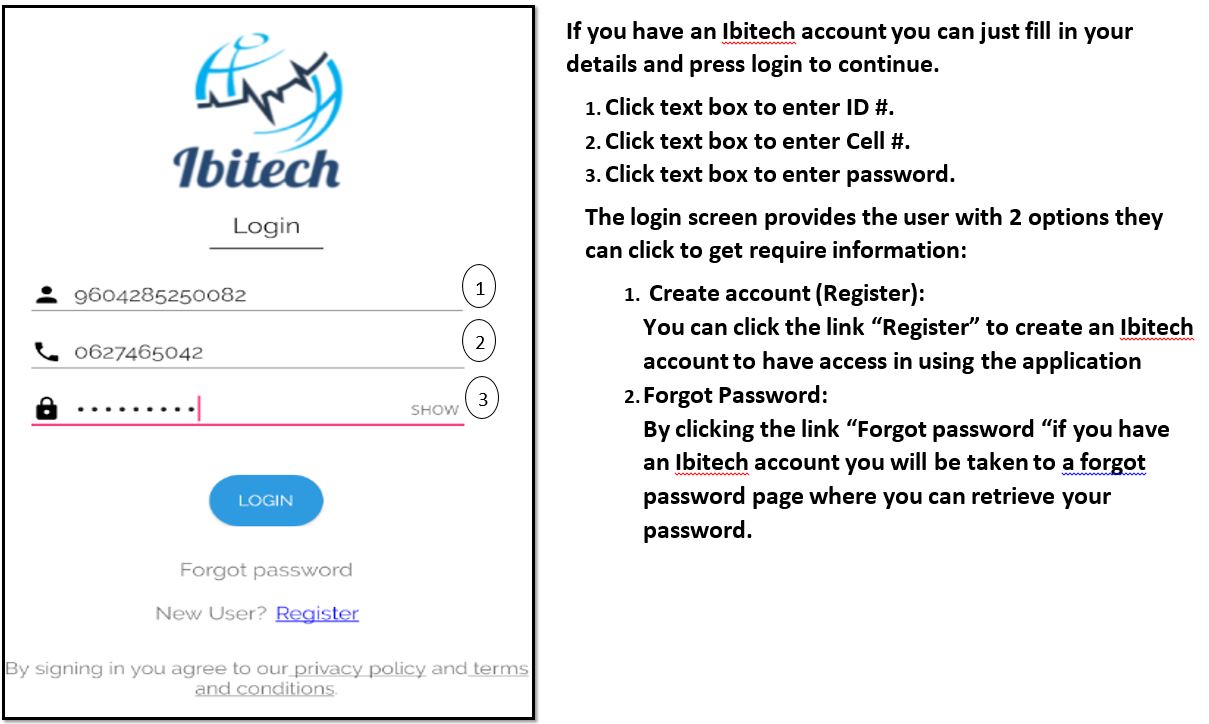 Ibitech
Login
9604285250082
1
0627465042
2
•••••••••
SHOW
3
LOGIN
Forgot password
New User? Register
By signing in you agree to our privacy policy and terms
and conditions.
If you have an Ibitech account you can just fill in your
details and press login to continue.
1. Click text box to enter ID #.
2. Click text box to enter Cell #.
3. Click text box to enter password.
The login screen provides the user with 2 options they
can click to get require information:
1. Create account (Register):
You can click the link “Register” to create an Ibitech
account to have access in using the application
2. Forgot Password:
By clicking the link “Forgot password “if you have
an Ibitech account you will be taken to a forgot
password page where you can retrieve your
password.